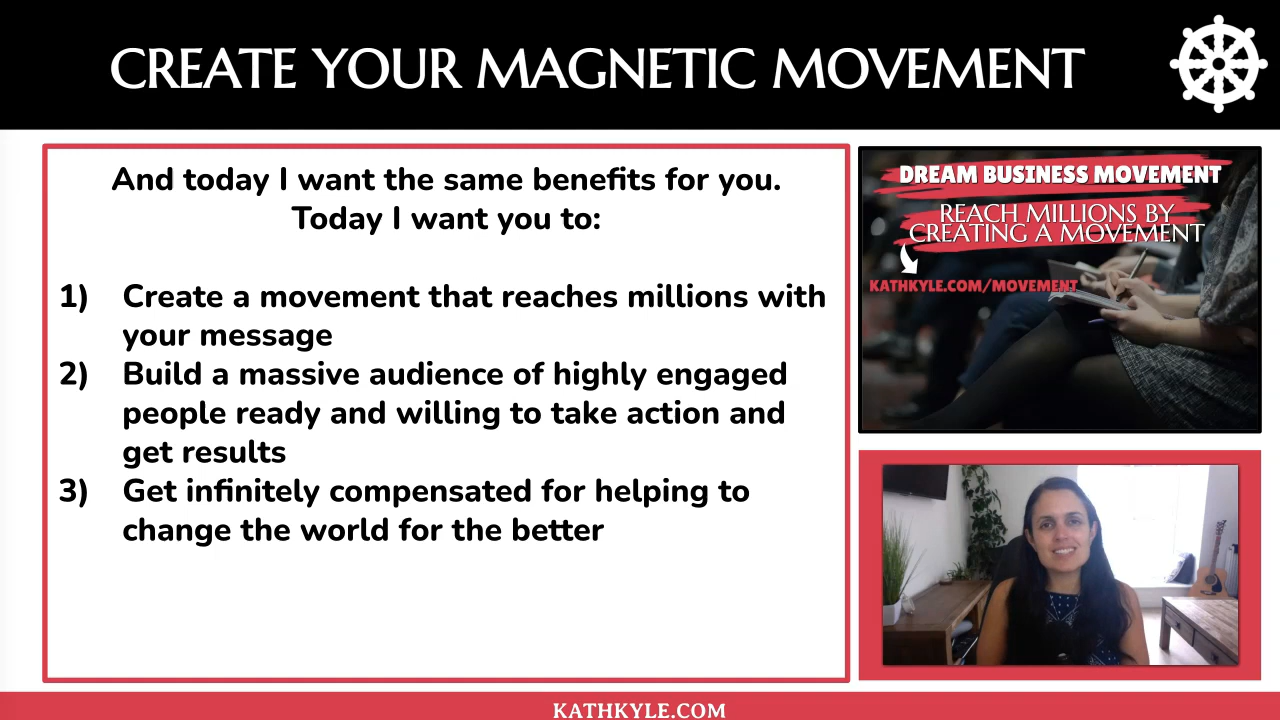 CREATE YOUR MAGNETIC MOVEMENT
And today I want the same benefits for you.
Today I want you to:
1) Create a movement that reaches millions with
your message
2) Build a massive audience of highly engaged
people ready and willing to take action and
get results
3) Get infinitely compensated for helping to
change the world for the better
DREAM BUSINESS MOVEMENT
REACH MILLIONS BY
CREATING A MOVEMENT
KATHKYLE.COM/MOVEMENT
KATHKYLE.COM